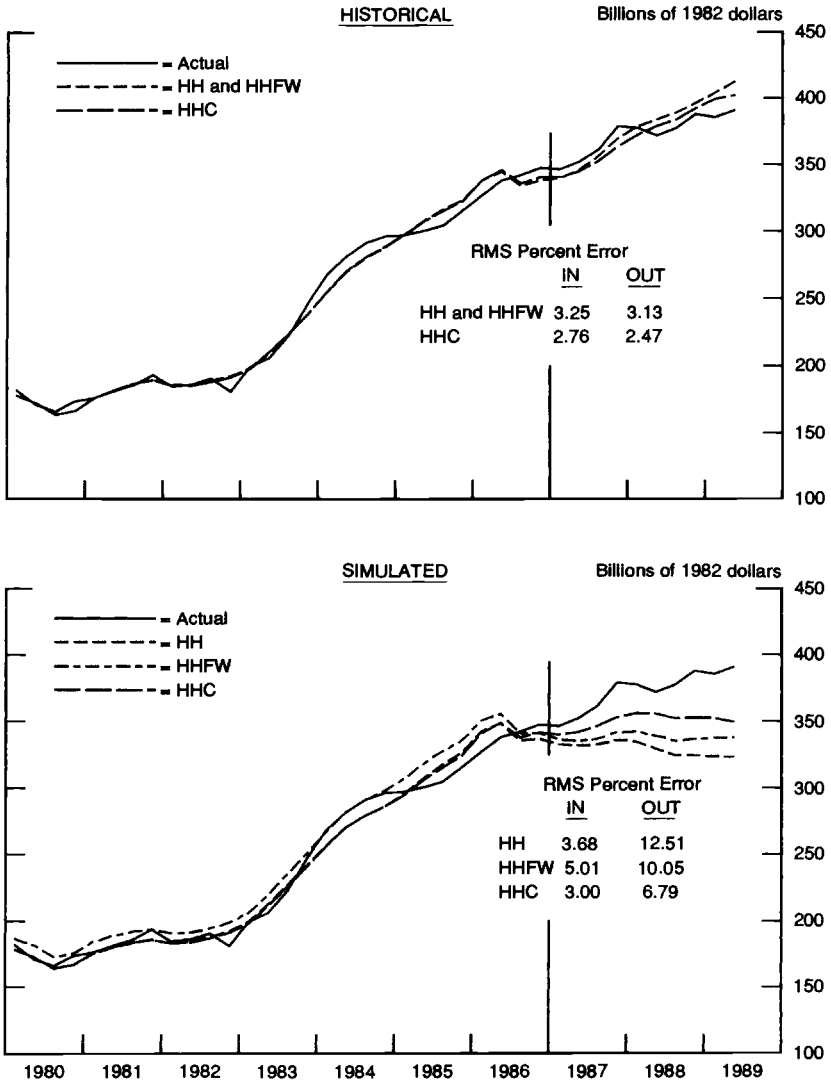 HISTORICAL
Billions of 1982 dollars
= Actual
= HH and HHFW
= HHC
450
400
350
300
250
200
150
100
RMS Percent Error
IN OUT
HH and HHFW 3.25 3.13
HHC 2.76 2.47
SIMULATED
Billions of 1982 dollars
= Actual
= HH
= HHFW
= HHC
450
400
350
300
250
200
150
100
RMS Percent Error
IN OUT
HH 3.68 12.51
HHFW 5.01 10.05
HHC 3.00 6.79
1980 1981 1982 1983 1984 1985 1986 1987 1988 1989